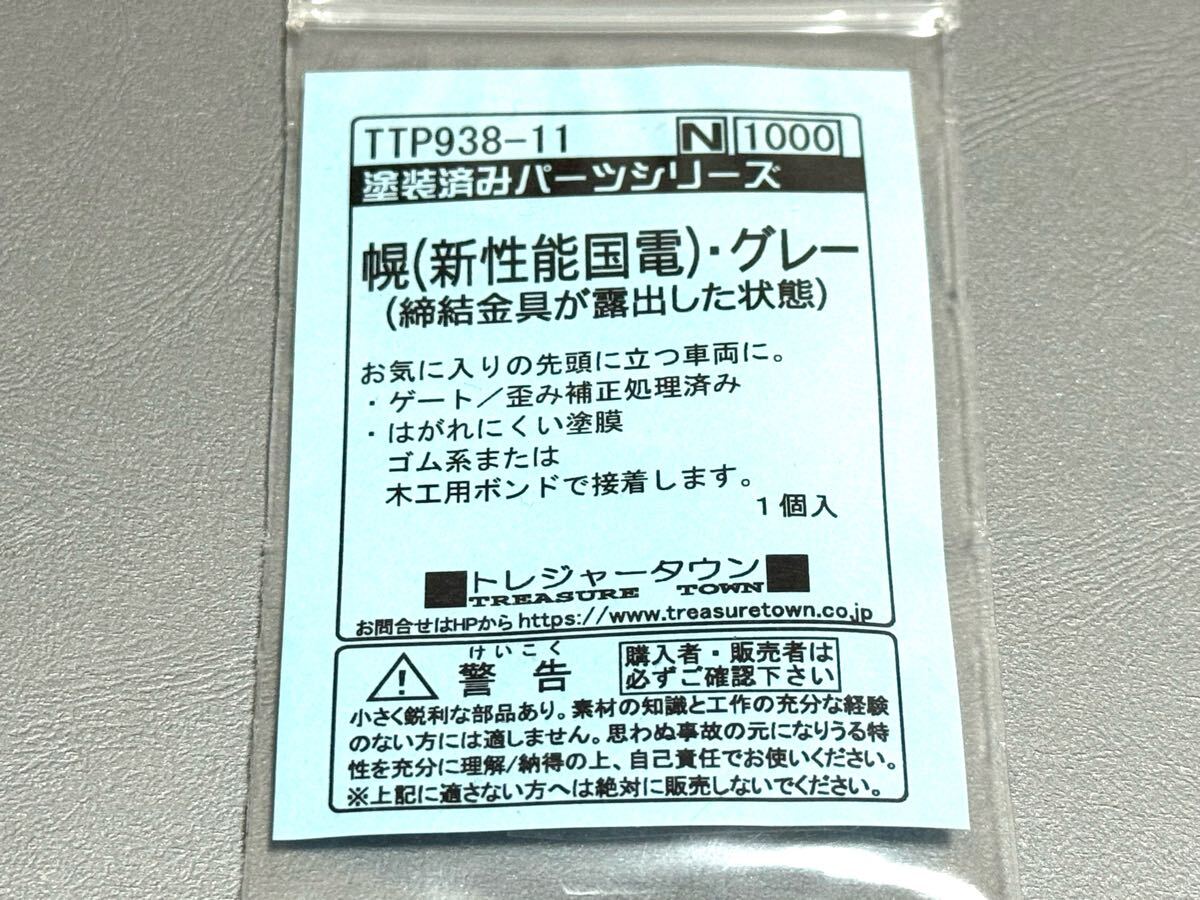 TTP938-11 N 1000
塗装済みパーツシリーズ
幌(新性能国電)・グレー
(締結金具が露出した状態)
お気に入りの先頭に立つ車両に。
・ゲート／歪み補正処理済み
・はがれにくい塗膜
ゴム系または
木工用ボンドで接着します。
1個入
■トレジャータウン■
TREASURE TOWN
お問合せはHPから https://www.treasuretown.co.jp
けいこく
警告
購入者・販売者は
必ずご確認下さい
小さく鋭利な部品あり。素材の知識と工作の充分な経験
のない方には適しません。思わぬ事故の元になりうる特
性を充分に理解/納得の上、自己責任でお使いください。
※上記に適さない方へは絶対に販売しないでください。